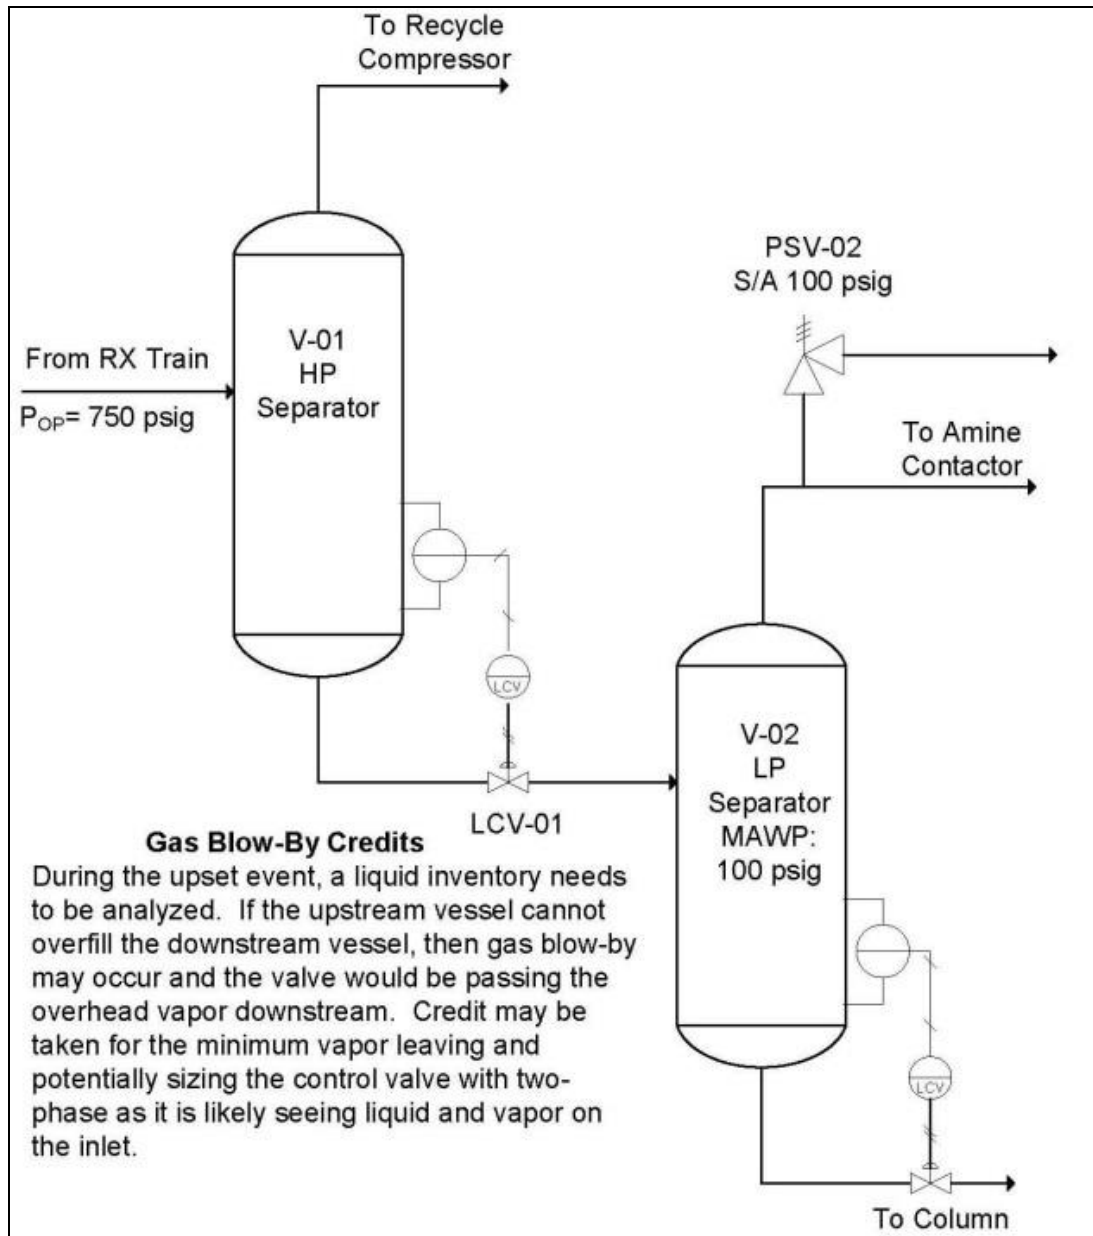 To Recycle
Compressor
PSV-02
S/A 100 psig
V-01
HP
Separator
From RX Train
POP= 750 psig
To Amine
Contactor
LCV
V-02
LP
Separator
MAWP:
100 psig
LCV-01
Gas Blow-By Credits
During the upset event, a liquid inventory needs
to be analyzed.  If the upstream vessel cannot
overfill the downstream vessel, then gas blow-by
may occur and the valve would be passing the
overhead vapor downstream.  Credit may be
taken for the minimum vapor leaving and
potentially sizing the control valve with two-
phase as it is likely seeing liquid and vapor on
the inlet.
LCV
To Column